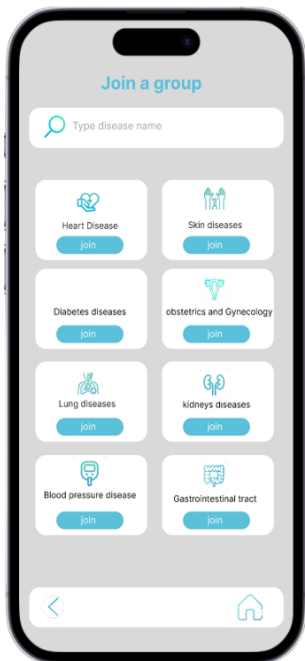 Join a group
Type disease name
Heart Disease
join
Skin diseases
join
Diabetes diseases
join
obstetrics and Gynecology
join
Lung diseases
join
kidneys diseases
join
Blood pressure disease
join
Gastrointestinal tract
join